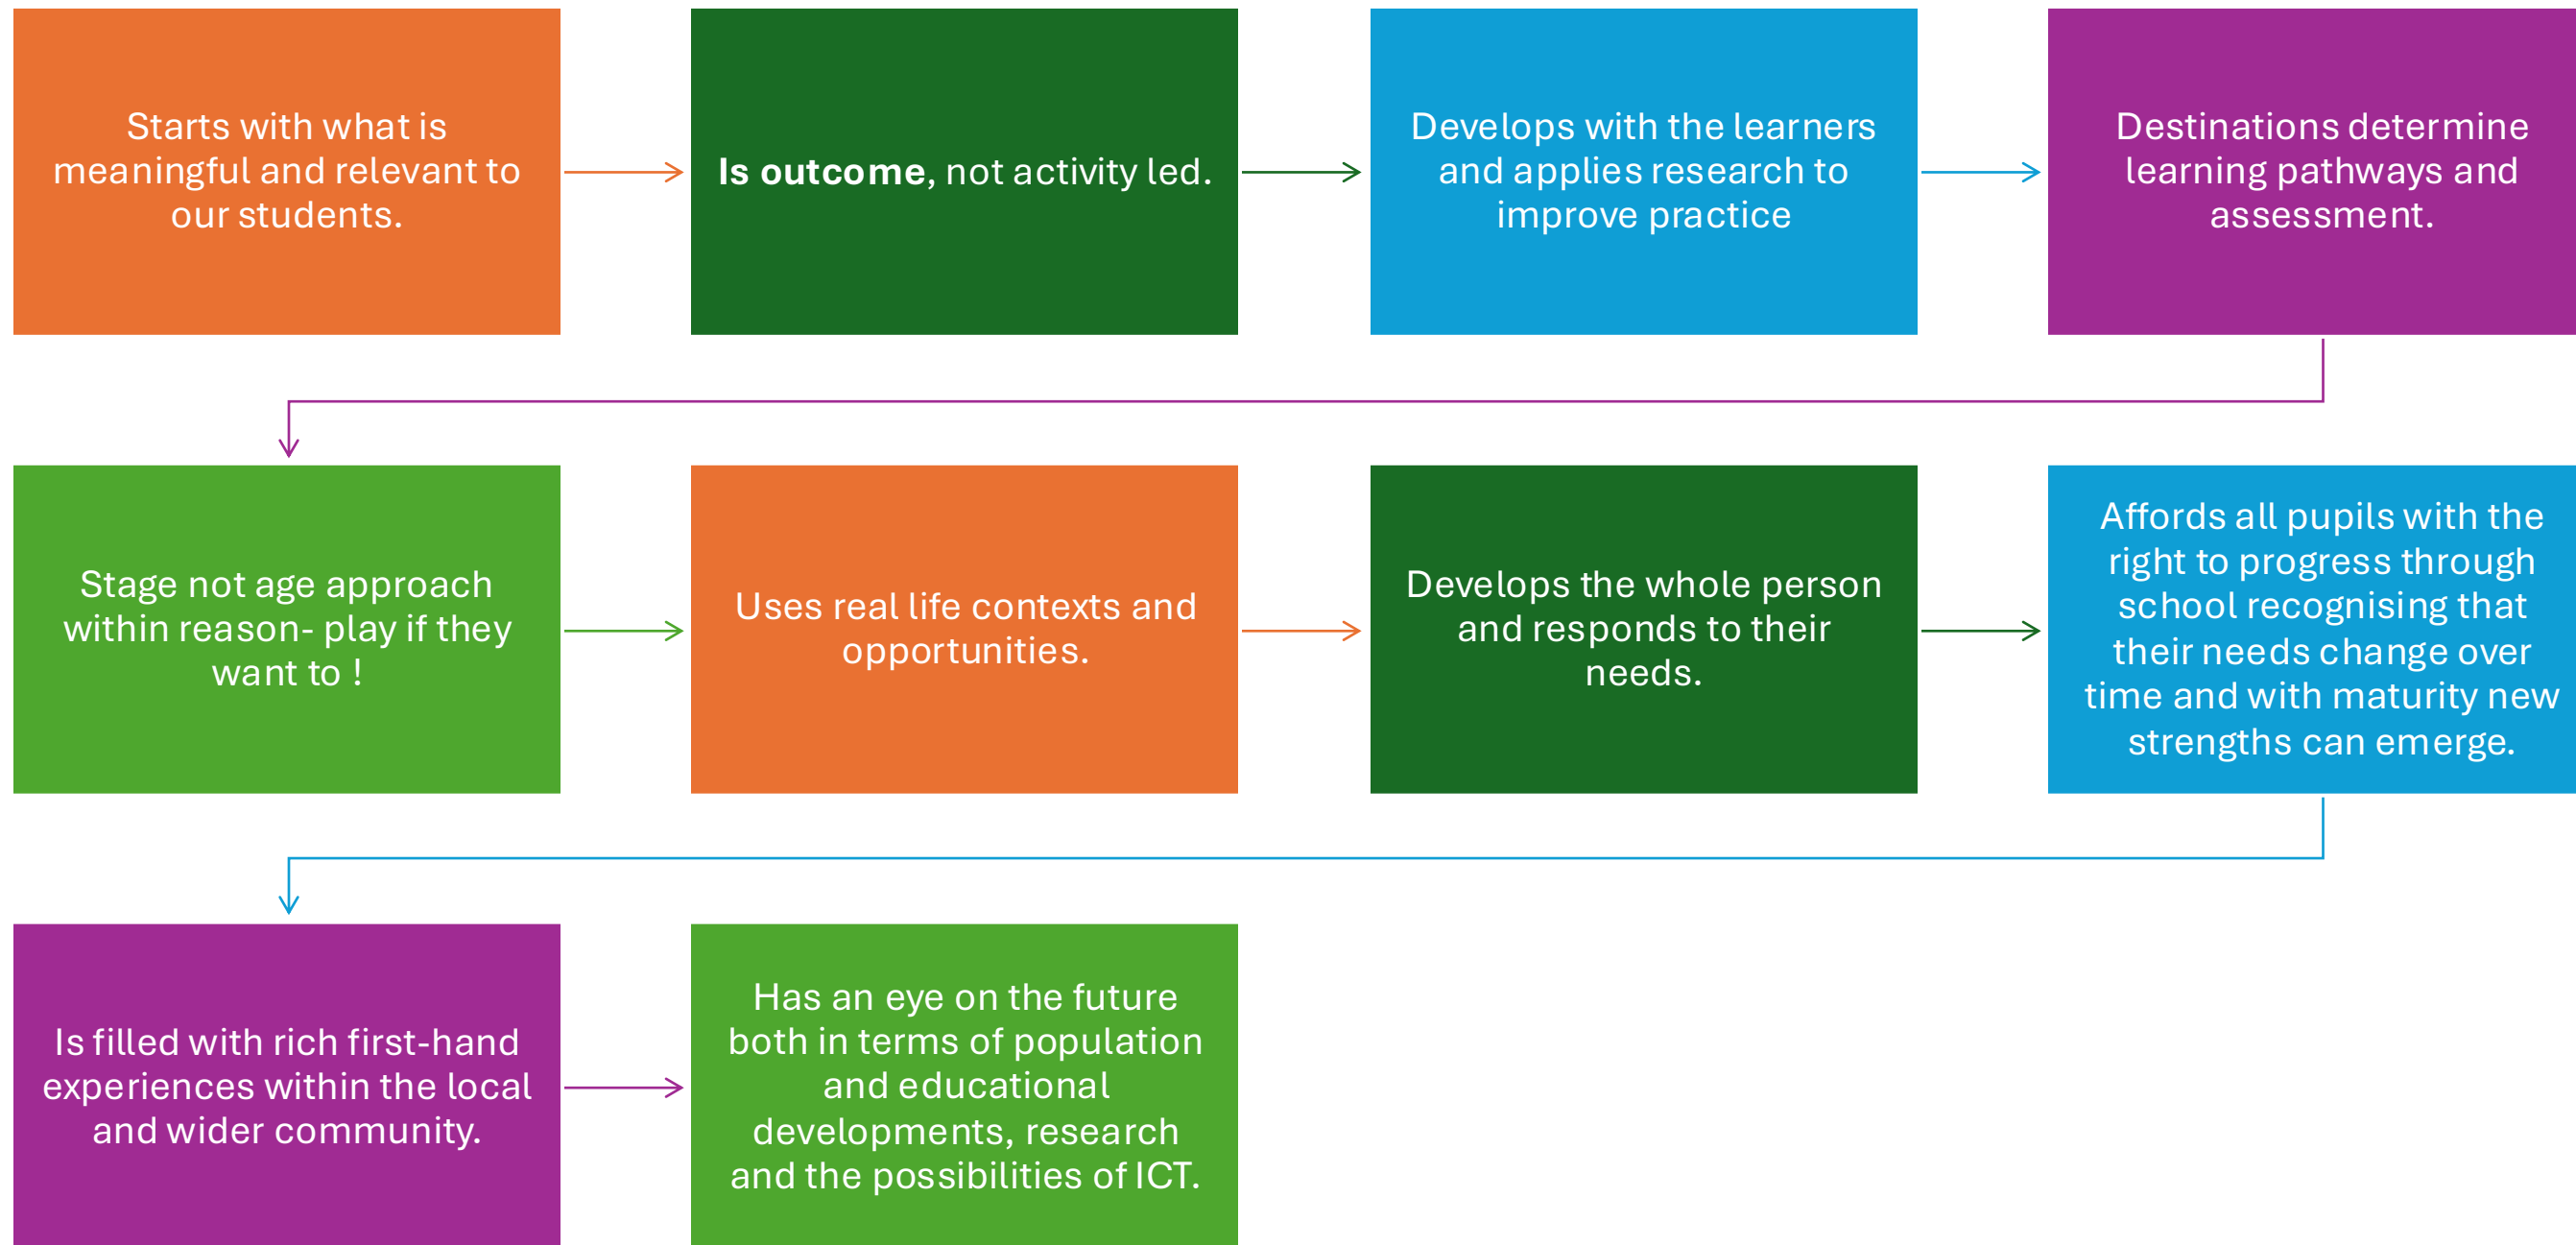 Starts with what is
meaningful and relevant to
our students.
Is outcome, not activity led.
Develops with the learners
and applies research to
improve practice
Destinations determine
learning pathways and
assessment.
Stage not age approach
within reason- play if they
want to !
Uses real life contexts and
opportunities.
Develops the whole person
and responds to their
needs.
Affords all pupils with the
right to progress through
school recognising that
their needs change over
time and with maturity new
strengths can emerge.
Is filled with rich first-hand
experiences within the local
and wider community.
Has an eye on the future
both in terms of population
and educational
developments, research
and the possibilities of ICT.